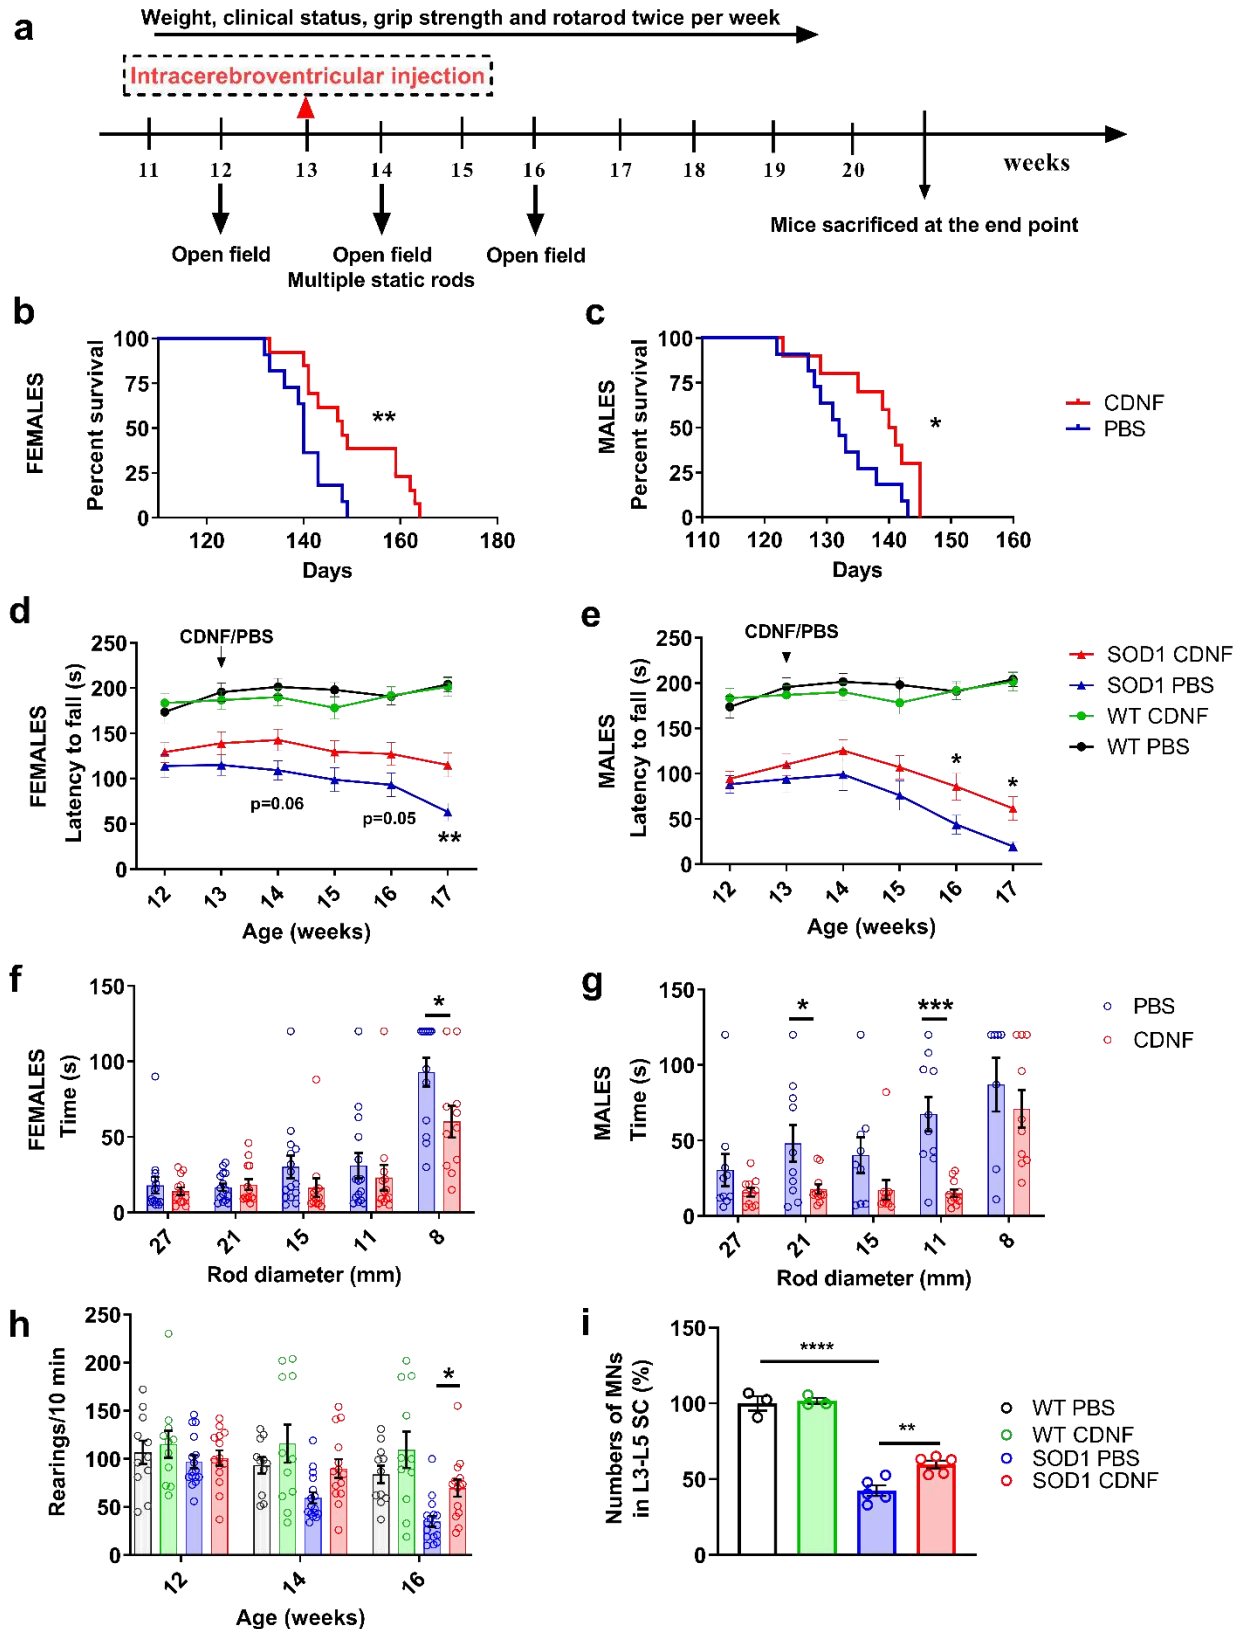 a
Weight, clinical status, grip strength and rotarod twice per week
Intracerebroventricular injection
11 12 13 14 15 16 17 18 19 20 weeks
Open field
Open field
Multiple static rods
Open field
Mice sacrificed at the end point
b
FEMALES
Percent survival
100
75
50
25
0
**
120 140 160 180
Days
c
MALES
Percent survival
100
75
50
25
0
*
110 120 130 140 150 160
Days
CDNF
PBS
d
FEMALES
Latency to fall (s)
250
200
150
100
50
0
CDNF/PBS
p=0.06
p=0.05
**
12 13 14 15 16 17
Age (weeks)
e
MALES
Latency to fall (s)
250
200
150
100
50
0
CDNF/PBS
*
*
12 13 14 15 16 17
Age (weeks)
SOD1 CDNF
SOD1 PBS
WT CDNF
WT PBS
f
FEMALES
Time (s)
150
100
50
0
*
27 21 15 11 8
Rod diameter (mm)
g
MALES
Time (s)
150
100
50
0
*
***
27 21 15 11 8
Rod diameter (mm)
PBS
CDNF
h
Rearings/10 min
250
200
150
100
50
0
*
12 14 16
Age (weeks)
i
Numbers of MNs
in L3-L5 SC (%)
150
100
50
0
****
**
WT PBS
WT CDNF
SOD1 PBS
SOD1 CDNF